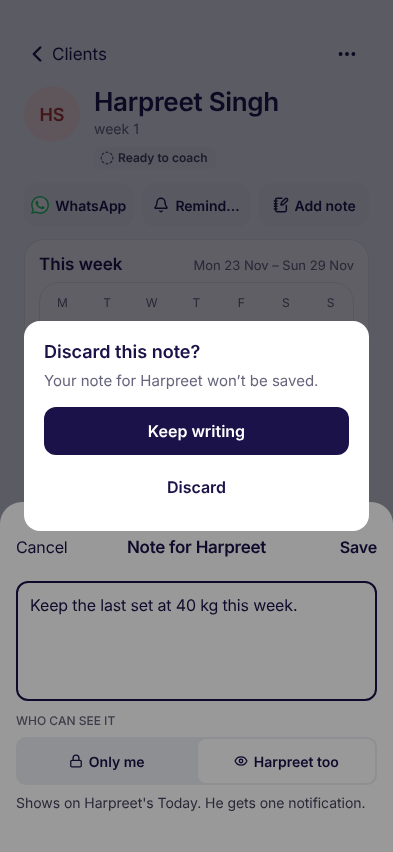 Clients
HS
Harpreet Singh
week 1
Ready to coach
WhatsApp
Remind...
Add note
This week
Mon 23 Nov – Sun 29 Nov
M T W T F S S
Discard this note?
Your note for Harpreet won’t be saved.
Keep writing
Discard
Cancel
Note for Harpreet
Save
Keep the last set at 40 kg this week.
WHO CAN SEE IT
Only me
Harpreet too
Shows on Harpreet's Today. He gets one notification.